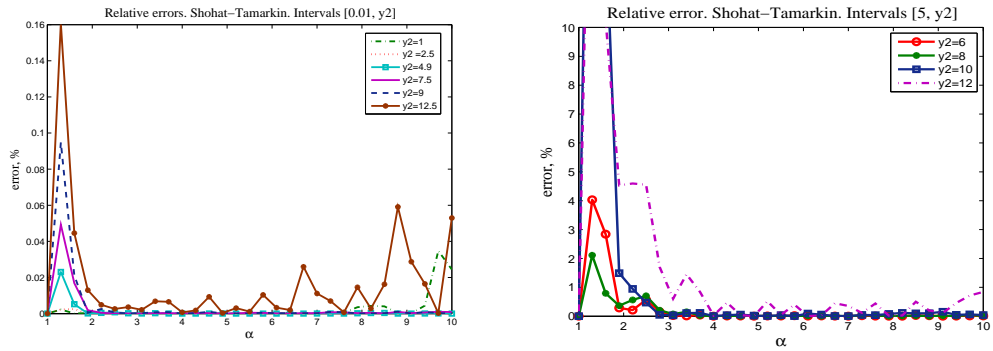 Relative errors. Shohat−Tamarkin. Intervals [0.01, y2]
0.16
0.14
0.12
0.1
0.08
0.06
0.04
0.02
0
error, %
1 2 3 4 5 6 7 8 9 10
α
y2=1
y2 =2.5
y2=4.9
y2=7.5
y2=9
y2=12.5
Relative error. Shohat−Tamarkin. Intervals [5, y2]
10
9
8
7
6
5
4
3
2
1
0
error, %
1 2 3 4 5 6 7 8 9 10
α
y2=6
y2=8
y2=10
y2=12